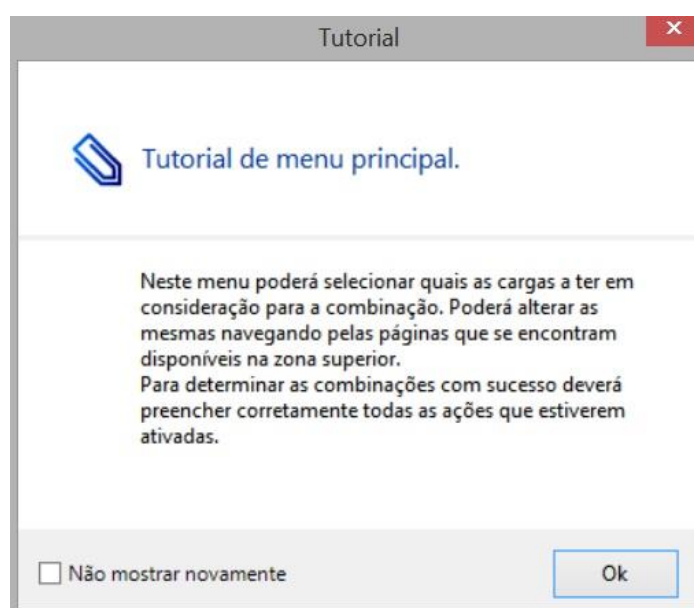 Tutorial
Tutorial de menu principal.
Neste menu poderá selecionar quais as cargas a ter em
consideração para a combinação. Poderá alterar as
mesmas navegando pelas páginas que se encontram
disponíveis na zona superior.
Para determinar as combinações com sucesso deverá
preencher corretamente todas as ações que estiverem
ativadas.
Não mostrar novamente
Ok